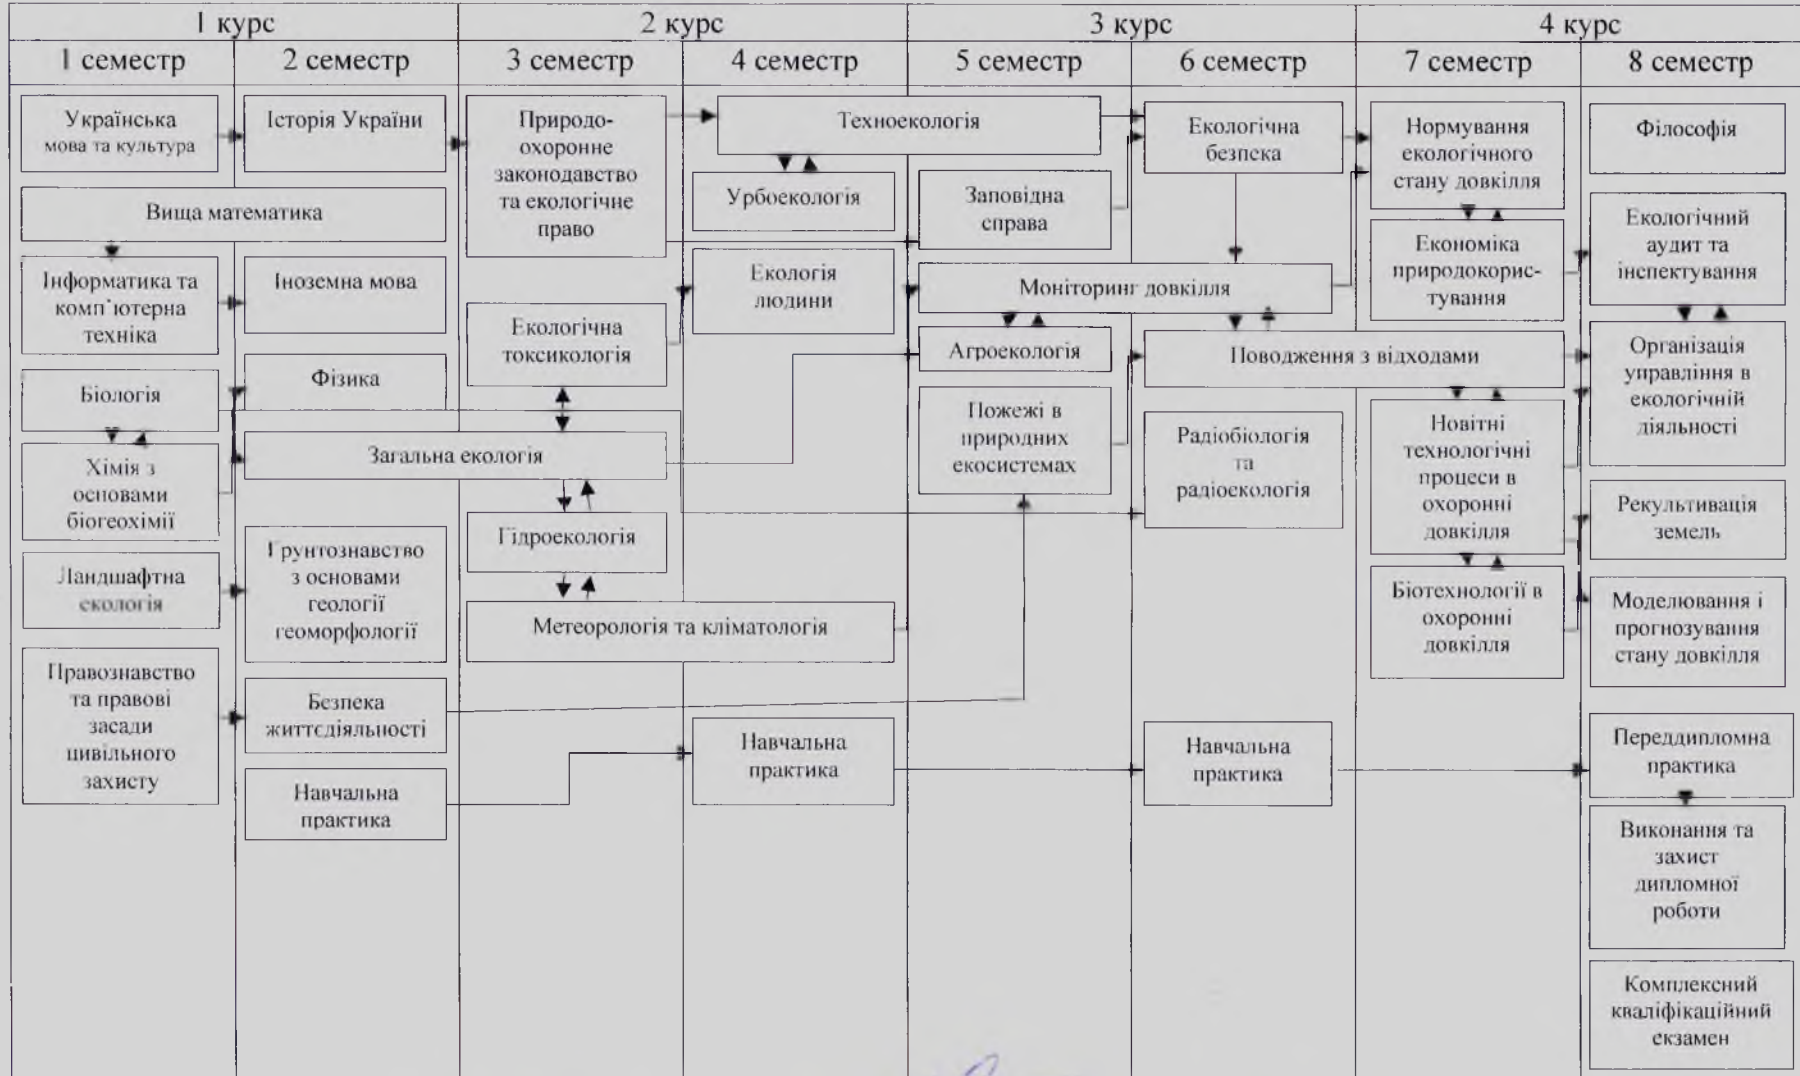 1 курс
2 курс
3 курс
4 курс
1 семестр
2 семестр
3 семестр
4 семестр
5 семестр
6 семестр
7 семестр
8 семестр
Українська
мова та культура
Вища математика
Інформатика та
комп`ютерна
техніка
Біологія
Хімія з
основами
біогеохімії
Ландшафтна
екологія
Правознавство
та правові
засади
цивільного
захисту
Історія України
Іноземна мова
Фізика
Загальна екологія
Ґрунтознавство
з основами
геології
геоморфології
Безпека
життєдіяльності
Навчальна
практика
Природо-
охоронне
законодавство
та екологічне
право
Екологічна
токсикологія
Гідроекологія
Метеорологія та кліматологія
Техноекологія
Урбоекологія
Екологія
людини
Навчальна
практика
Заповідна
справа
Моніторинг довкілля
Агроекологія
Пожежі в
природних
екосистемах
Екологічна
безпека
Поводження з відходами
Радіобіологія
та
радіоекологія
Навчальна
практика
Нормування
екологічного
стану довкілля
Економіка
природокорис-
тування
Новітні
технологічні
процеси в
охоронні
довкілля
Біотехнології в
охоронні
довкілля
Філософія
Екологічний
аудит та
інспектування
Організація
управління в
екологічній
діяльності
Рекультивація
земель
Моделювання і
прогнозування
стану довкілля
Переддипломна
практика
Виконання та
захист
дипломної
роботи
Комплексний
кваліфікаційний
екзамен